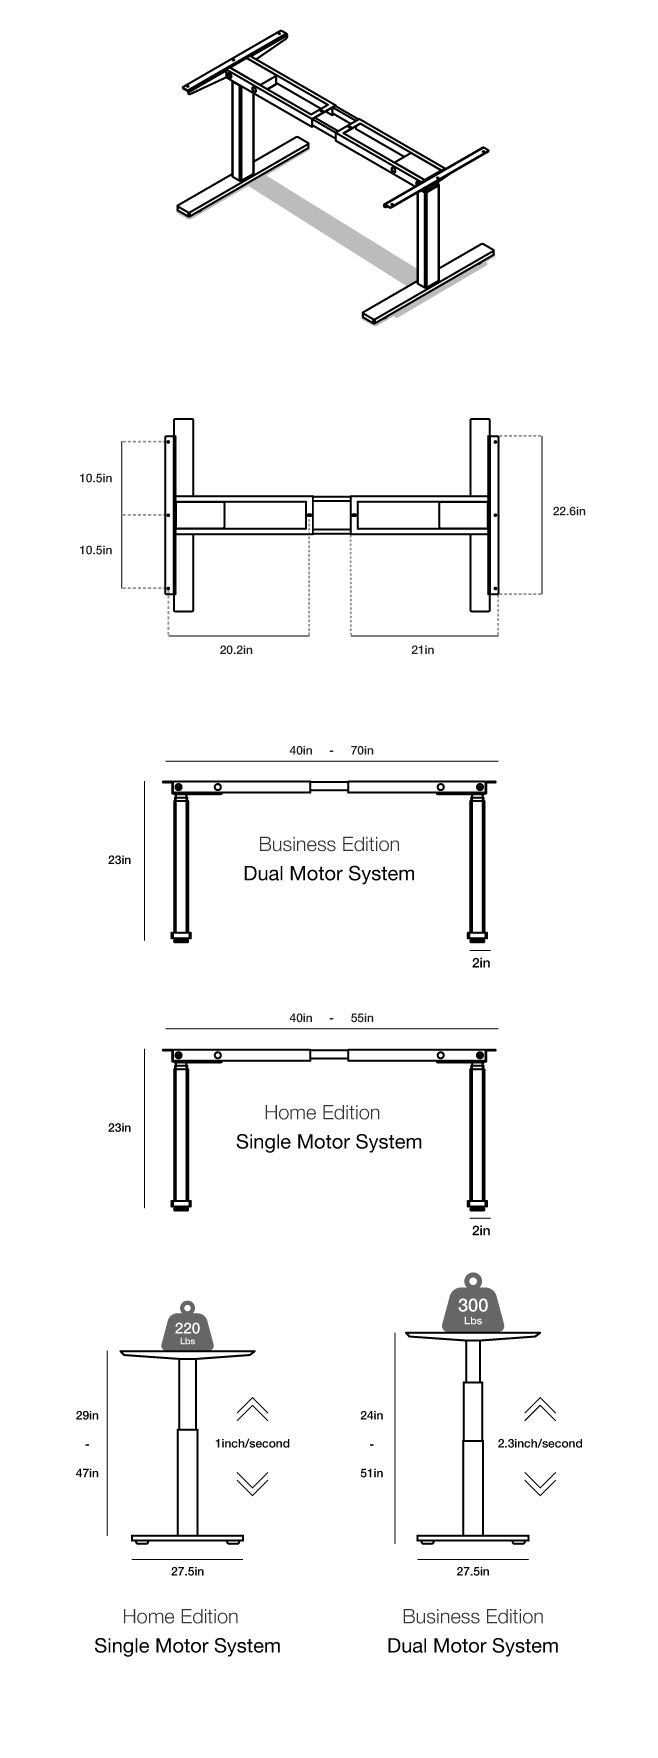 10.5in
10.5in
22.6in
20.2in
21in
40in - 70in
23in
Business Edition
Dual Motor System
2in
40in - 55in
23in
Home Edition
Single Motor System
2in
220
Lbs
29in
-
47in
1inch/second
27.5in
Home Edition
Single Motor System
300
Lbs
24in
-
51in
2.3inch/second
27.5in
Business Edition
Dual Motor System